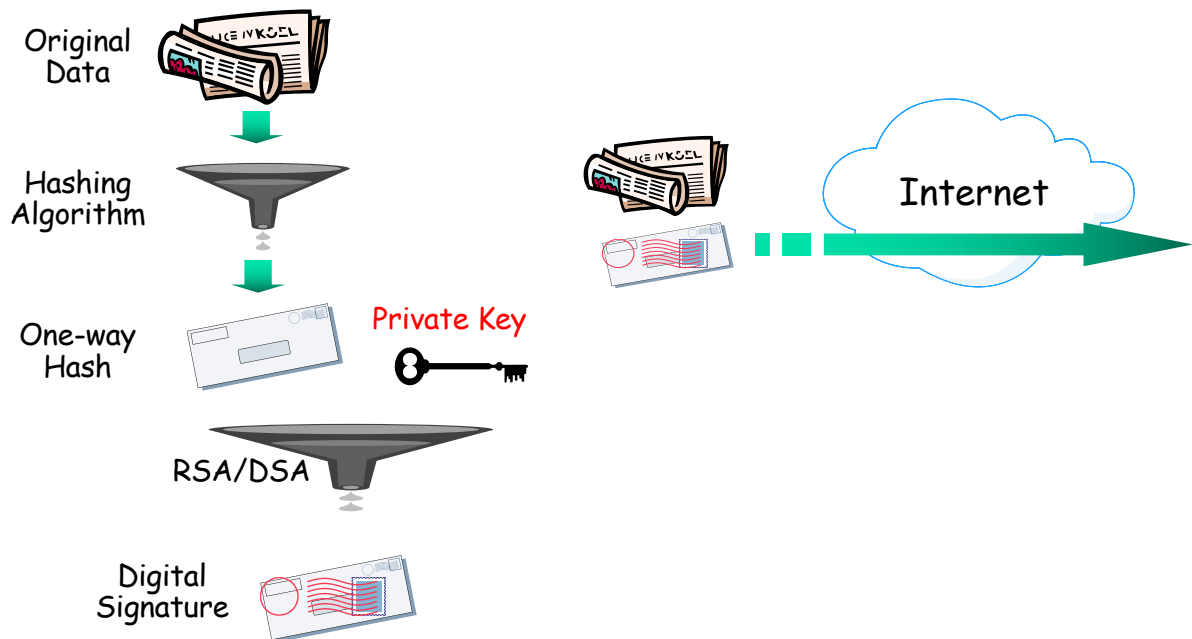 Original
Data
Hashing
Algorithm
One-way
Hash
Private Key
RSA/DSA
Digital
Signature
Internet